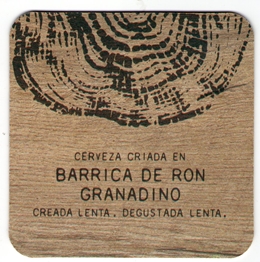 CERVEZA CRIADA EN
BARRICA DE RON
GRANADINO
CREADA LENTA. DEGUSTADA LENTA.